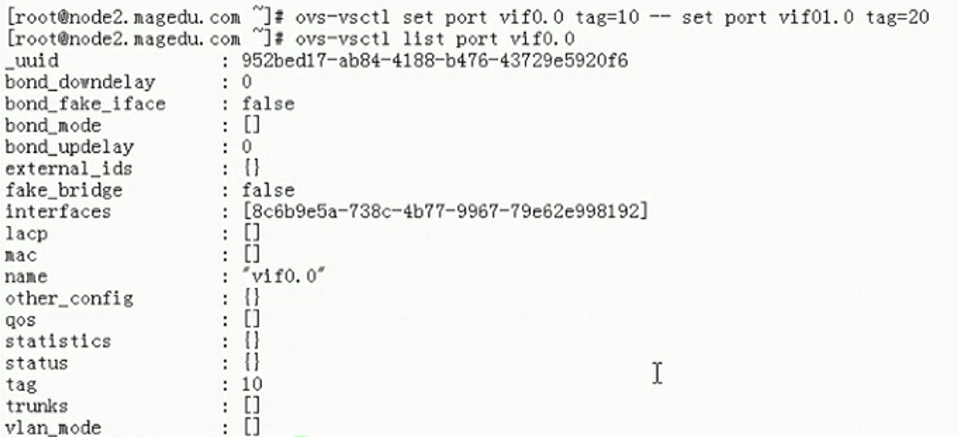 [root@node2.magedu.com ~]# ovs-vsctl set port vif0.0 tag=10 -- set port vif01.0 tag=20
[root@node2.magedu.com ~]# ovs-vsctl list port vif0.0
_uuid : 952bed17-ab84-4188-b476-43729e5920f6
bond_downdelay : 0
bond_fake_iface : false
bond_mode : []
bond_updelay : 0
external_ids : {}
fake_bridge : false
interfaces : [8c6b9e5a-738c-4b77-9967-79e62e998192]
lacp : []
mac : []
name : "vif0.0"
other_config : {}
qos : []
statistics : {}
status : {}
tag : 10
trunks : []
vlan_mode : []